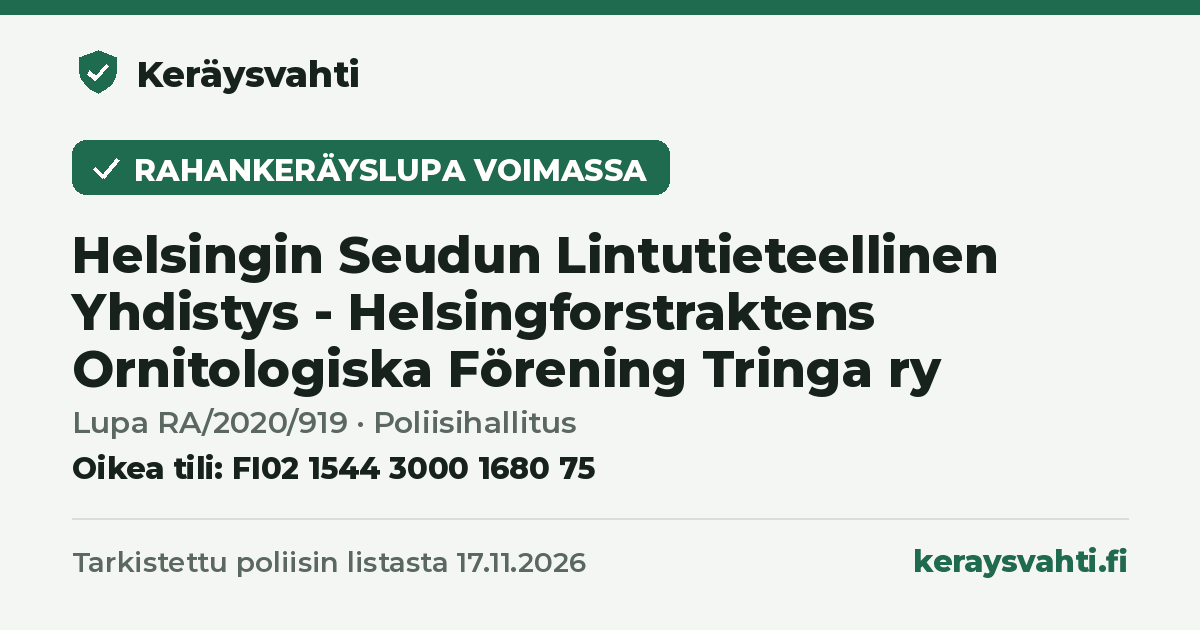 Keräysvahti
RAHANKERÄYSLUPA VOIMASSA
Helsingin Seudun Lintutieteellinen
Yhdistys - Helsingforstraktens
Ornitologiska Förening Tringa ry
Lupa RA/2020/919 · Poliisihallitus
Oikea tili: FI02 1544 3000 1680 75
Tarkistettu poliisin listasta 17.11.2026
keraysvahti.fi